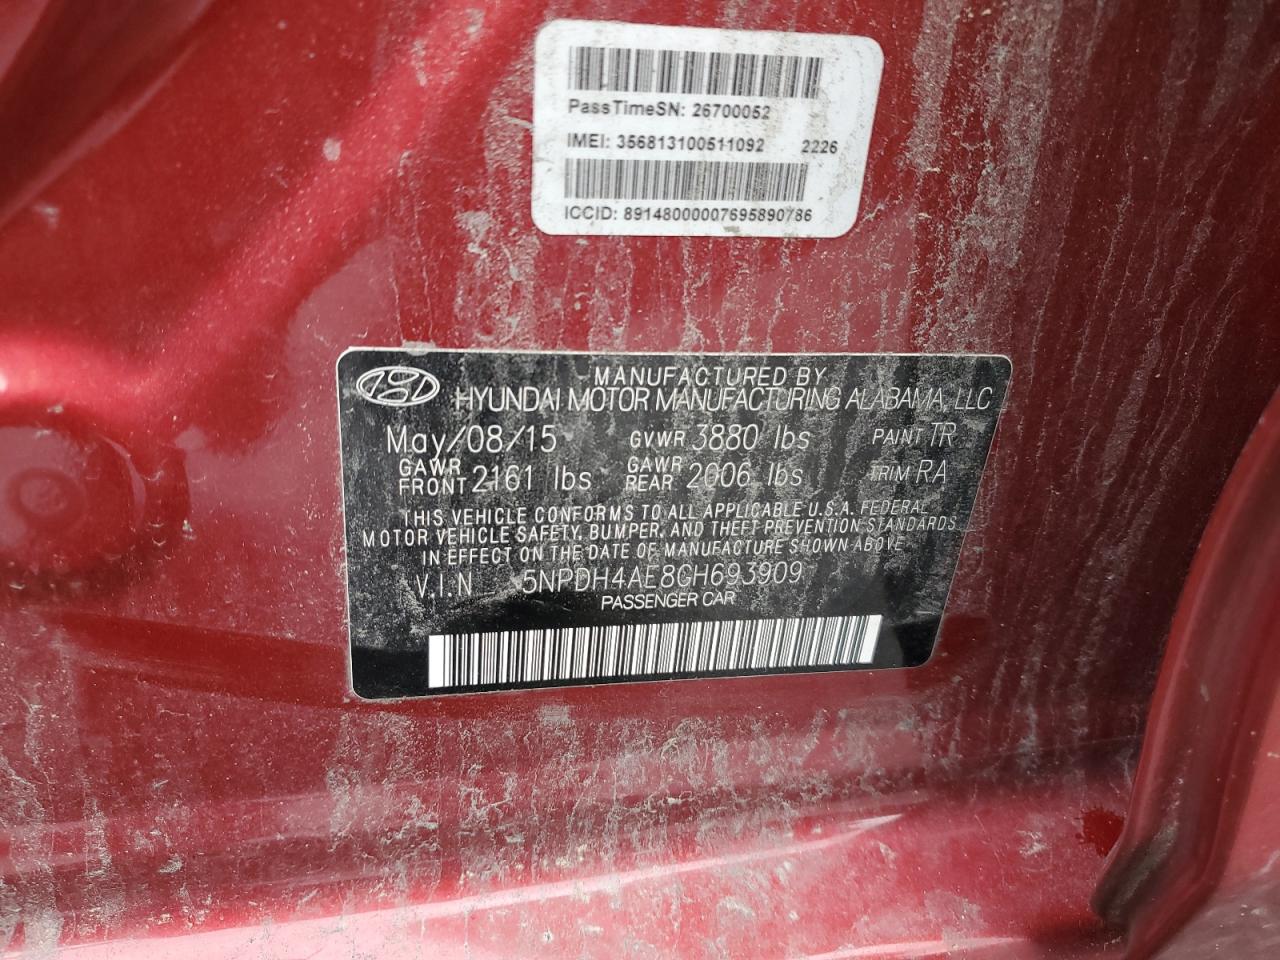 PassTimeSN: 26700052
IMEI: 356813100511092 2226
ICCID: 89148000007695890786
MANUFACTURED BY
HYUNDAI MOTOR MANUFACTURING ALABAMA, LLC
May/08/15 GVWR 3880 lbs PAINT TR
GAWR FRONT 2161 lbs GAWR REAR 2006 lbs TRIM RA
THIS VEHICLE CONFORMS TO ALL APPLICABLE U.S.A. FEDERAL
MOTOR VEHICLE SAFETY, BUMPER, AND THEFT PREVENTION STANDARDS
IN EFFECT ON THE DATE OF MANUFACTURE SHOWN ABOVE
V.I.N 5NPDH4AE8GH693909
PASSENGER CAR